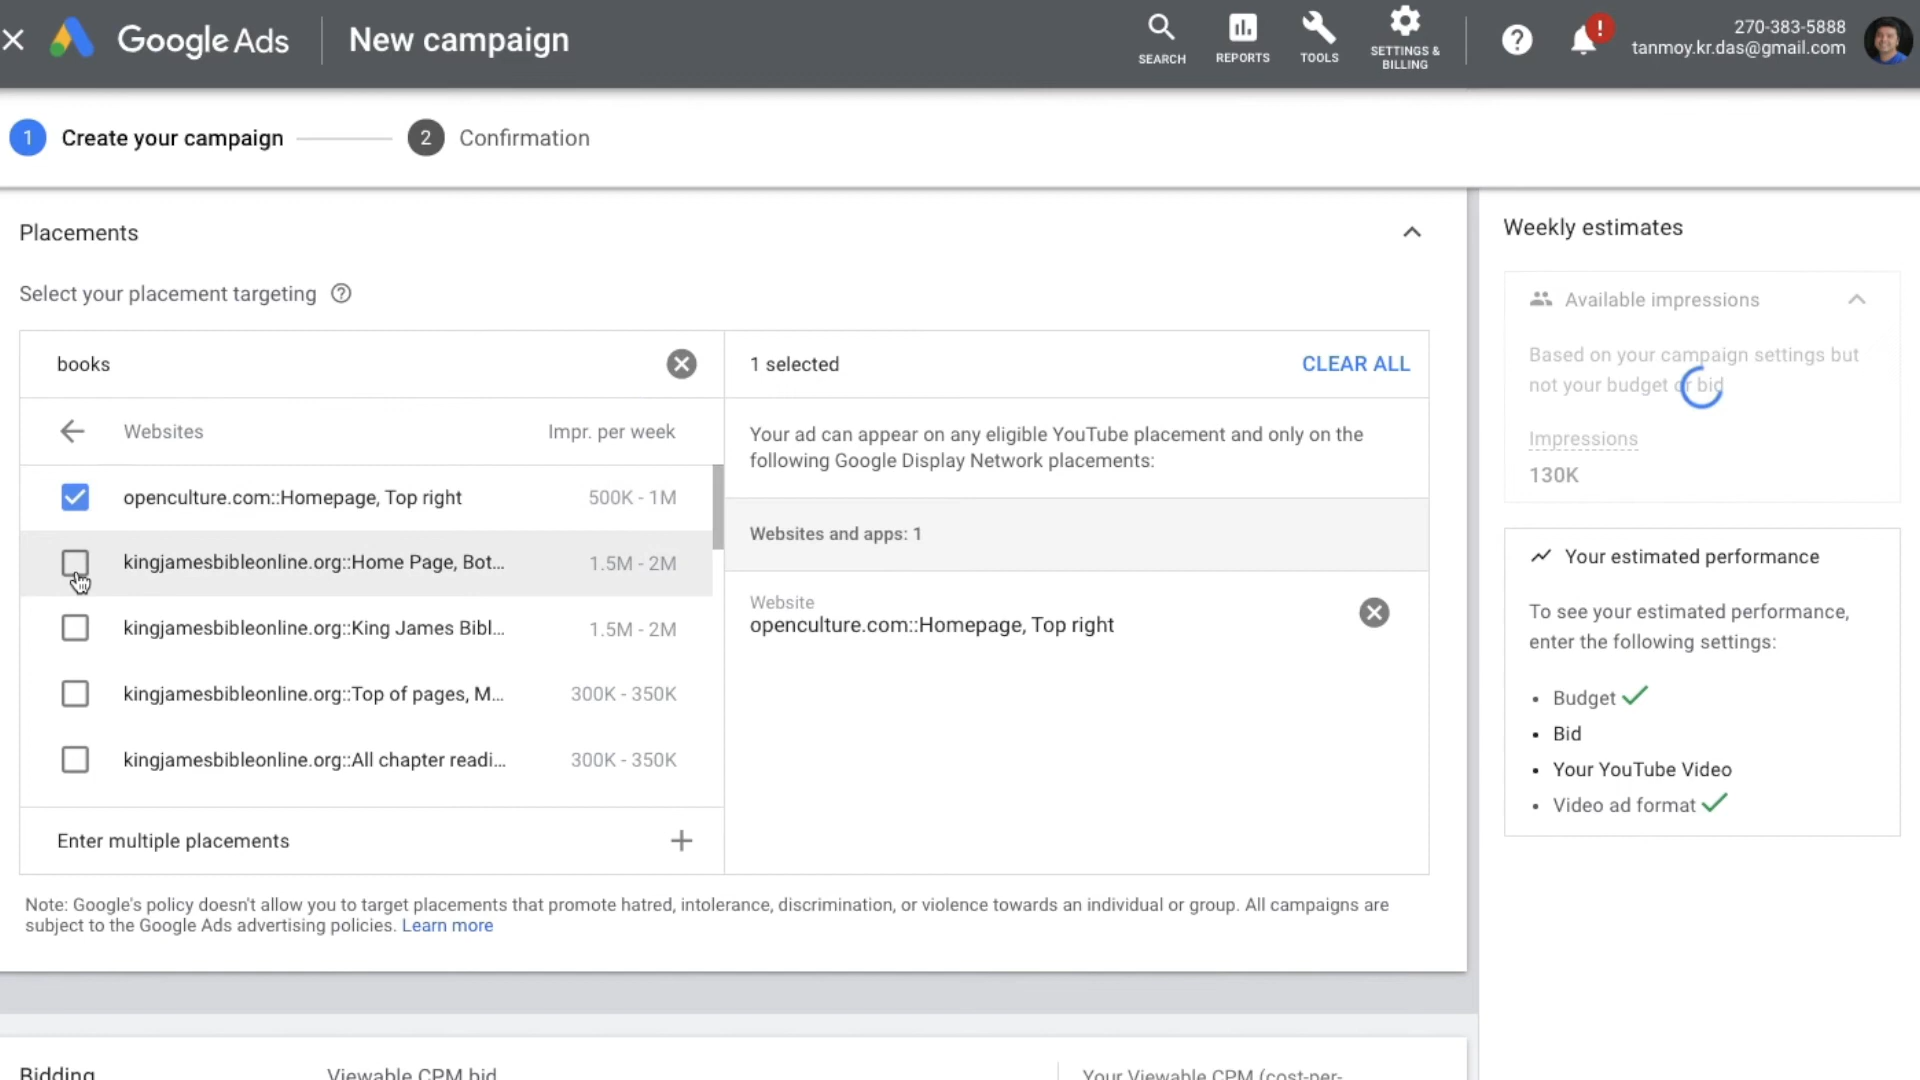 Google Ads
New campaign
SEARCH
REPORTS
TOOLS
SETTINGS &
BILLING
?
!
270-383-5888
tanmoy.kr.das@gmail.com
1 Create your campaign
2 Confirmation
Placements
Select your placement targeting ?
books
Websites Impr. per week
openculture.com::Homepage, Top right 500K - 1M
kingjamesbibleonline.org::Home Page, Bot... 1.5M - 2M
kingjamesbibleonline.org::King James Bibl... 1.5M - 2M
kingjamesbibleonline.org::Top of pages, M... 300K - 350K
kingjamesbibleonline.org::All chapter readi... 300K - 350K
Enter multiple placements +
1 selected CLEAR ALL
Your ad can appear on any eligible YouTube placement and only on the
following Google Display Network placements:
Websites and apps: 1
Website
openculture.com::Homepage, Top right
Note: Google's policy doesn't allow you to target placements that promote hatred, intolerance, discrimination, or violence towards an individual or group. All campaigns are
subject to the Google Ads advertising policies. Learn more
Bidding
Viewable CPM bid
Your Viewable CPM (cost-per-
Weekly estimates
Available impressions
Based on your campaign settings but
not your budget or bid
Impressions
130K
Your estimated performance
To see your estimated performance,
enter the following settings:
• Budget
• Bid
• Your YouTube Video
• Video ad format